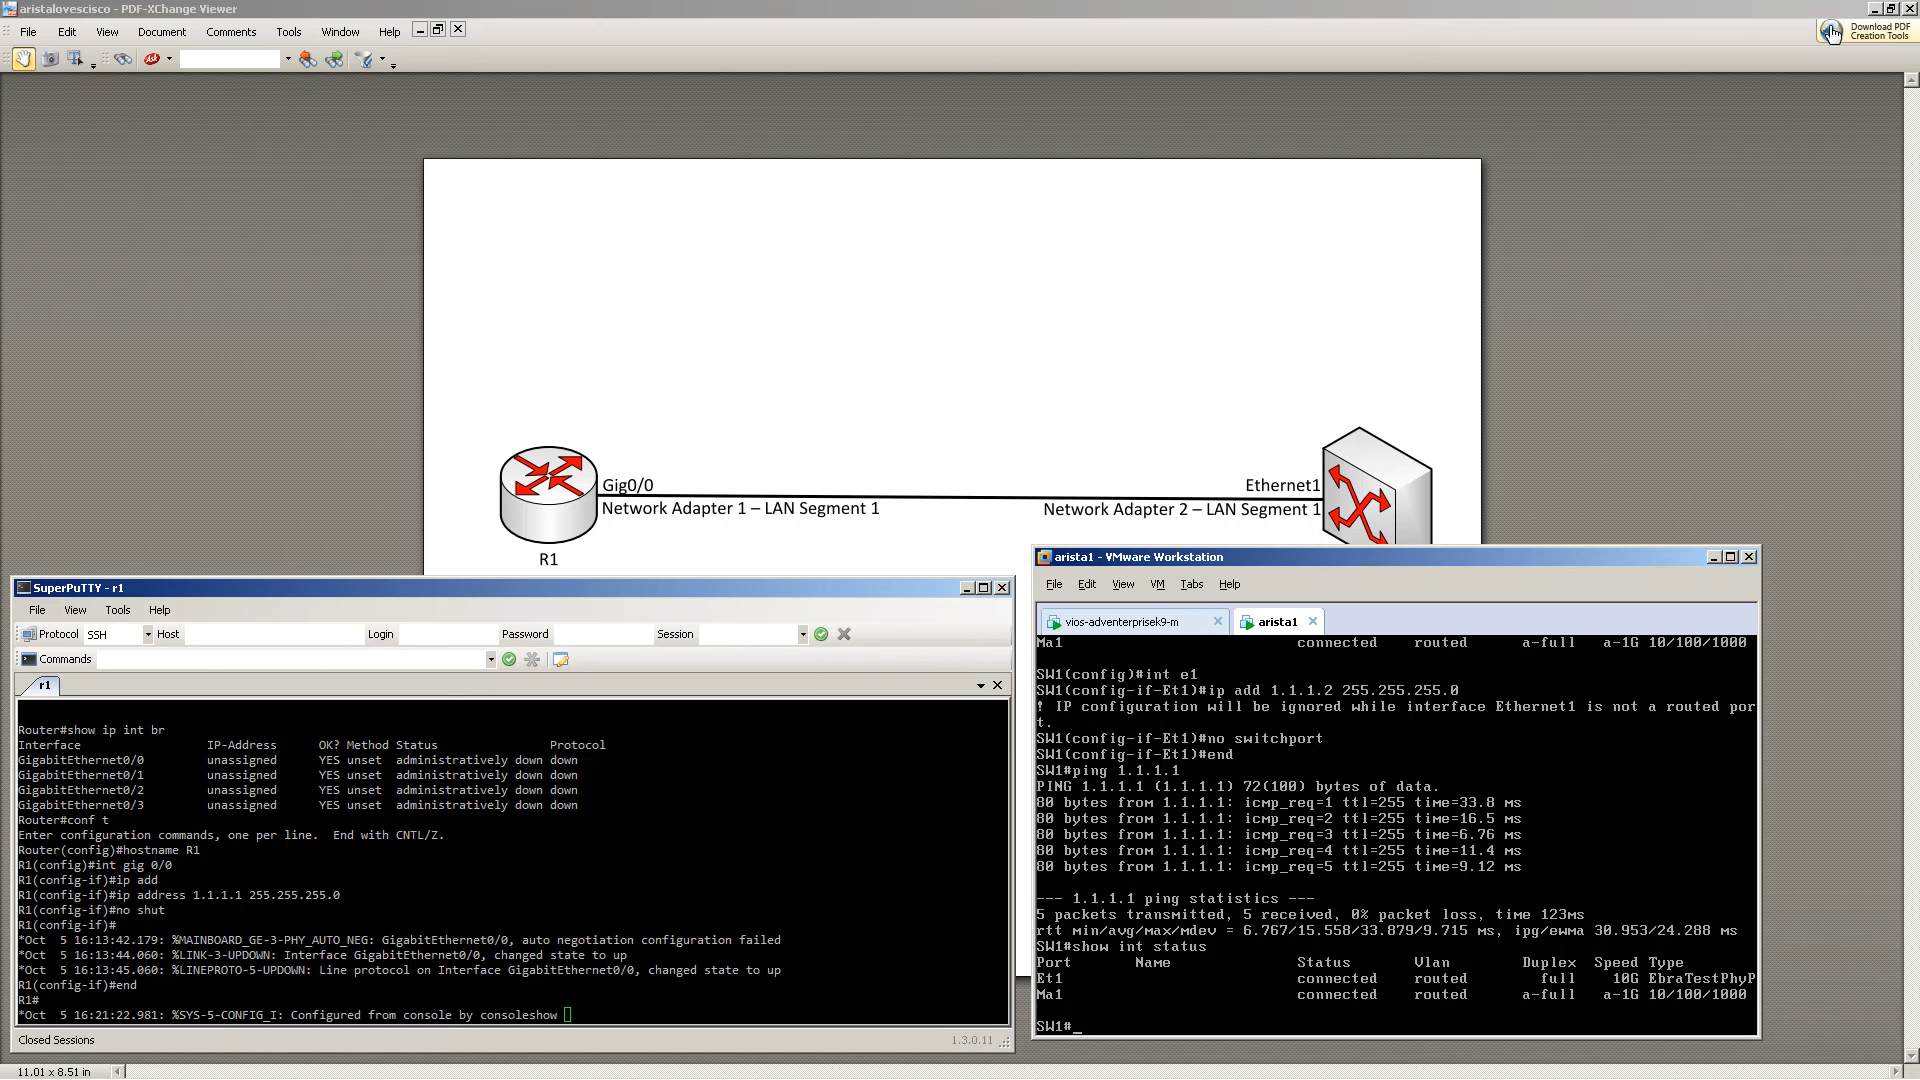 aristalovescisco - PDF-XChange Viewer
File Edit View Document Comments Tools Window Help
Download PDF
Creation Tools
Ask
Gig0/0
Network Adapter 1 – LAN Segment 1
R1
Ethernet1
Network Adapter 2 – LAN Segment 1
SuperPuTTY - r1
File View Tools Help
Protocol SSH Host Login Password Session
Commands
r1
Router#show ip int br
Interface IP-Address OK? Method Status Protocol
GigabitEthernet0/0 unassigned YES unset administratively down down
GigabitEthernet0/1 unassigned YES unset administratively down down
GigabitEthernet0/2 unassigned YES unset administratively down down
GigabitEthernet0/3 unassigned YES unset administratively down down
Router#conf t
Enter configuration commands, one per line. End with CNTL/Z.
Router(config)#hostname R1
R1(config)#int gig 0/0
R1(config-if)#ip add
R1(config-if)#ip address 1.1.1.1 255.255.255.0
R1(config-if)#no shut
R1(config-if)#
*Oct 5 16:13:42.179: %MAINBOARD_GE-3-PHY_AUTO_NEG: GigabitEthernet0/0, auto negotiation configuration failed
*Oct 5 16:13:44.060: %LINK-3-UPDOWN: Interface GigabitEthernet0/0, changed state to up
*Oct 5 16:13:45.060: %LINEPROTO-5-UPDOWN: Line protocol on Interface GigabitEthernet0/0, changed state to up
R1(config-if)#end
R1#
*Oct 5 16:21:22.981: %SYS-5-CONFIG_I: Configured from console by consoleshow
Closed Sessions 1.3.0.11
arista1 - VMware Workstation
File Edit View VM Tabs Help
vios-adventerprisek9-m arista1
Ma1 connected routed a-full a-1G 10/100/1000
SW1(config)#int e1
SW1(config-if-Et1)#ip add 1.1.1.2 255.255.255.0
! IP configuration will be ignored while interface Ethernet1 is not a routed por
t.
SW1(config-if-Et1)#no switchport
SW1(config-if-Et1)#end
SW1#ping 1.1.1.1
PING 1.1.1.1 (1.1.1.1) 72(100) bytes of data.
80 bytes from 1.1.1.1: icmp_req=1 ttl=255 time=33.8 ms
80 bytes from 1.1.1.1: icmp_req=2 ttl=255 time=16.5 ms
80 bytes from 1.1.1.1: icmp_req=3 ttl=255 time=6.76 ms
80 bytes from 1.1.1.1: icmp_req=4 ttl=255 time=11.4 ms
80 bytes from 1.1.1.1: icmp_req=5 ttl=255 time=9.12 ms
--- 1.1.1.1 ping statistics ---
5 packets transmitted, 5 received, 0% packet loss, time 123ms
rtt min/avg/max/mdev = 6.767/15.558/33.879/9.715 ms, ipg/ewma 30.953/24.288 ms
SW1#show int status
Port Name Status Vlan Duplex Speed Type
Et1 connected routed full 10G EbraTestPhyP
Ma1 connected routed a-full a-1G 10/100/1000
SW1#_
11.01 x 8.51 in